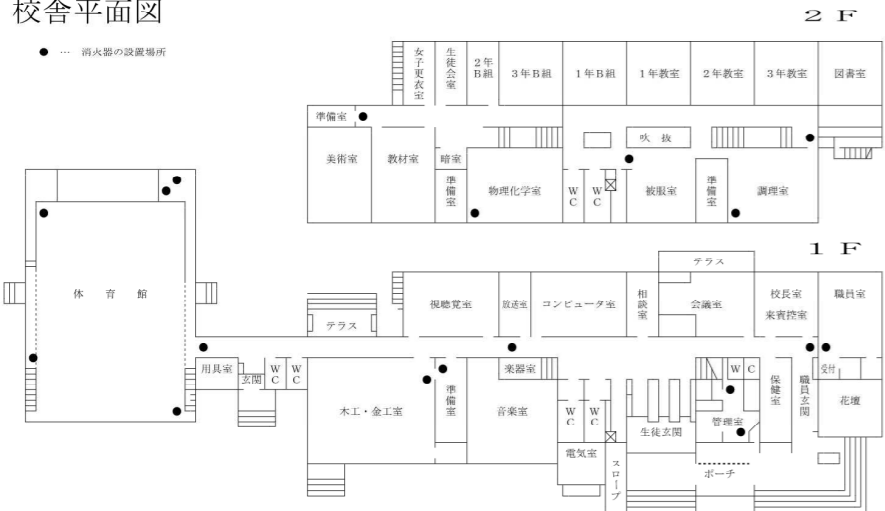 校舎平面図
２Ｆ
● … 消火器の設置場所
女子更衣室
生徒会室
２年B組
３年B組
１年B組
１年教室
２年教室
３年教室
図書室
準備室
吹 抜
美術室
教材室
暗室
準備室
物理化学室
WC
WC
被服室
準備室
調理室
１Ｆ
テラス
体 育 館
視聴覚室
放送室
コンピュータ室
相談室
会議室
校長室
来賓控室
職員室
テラス
用具室
玄関
WC
WC
楽器室
WC
保健室
職員玄関
受付
花壇
木工・金工室
準備室
音楽室
WC
WC
生徒玄関
管理室
電気室
スロープ
ポーチ